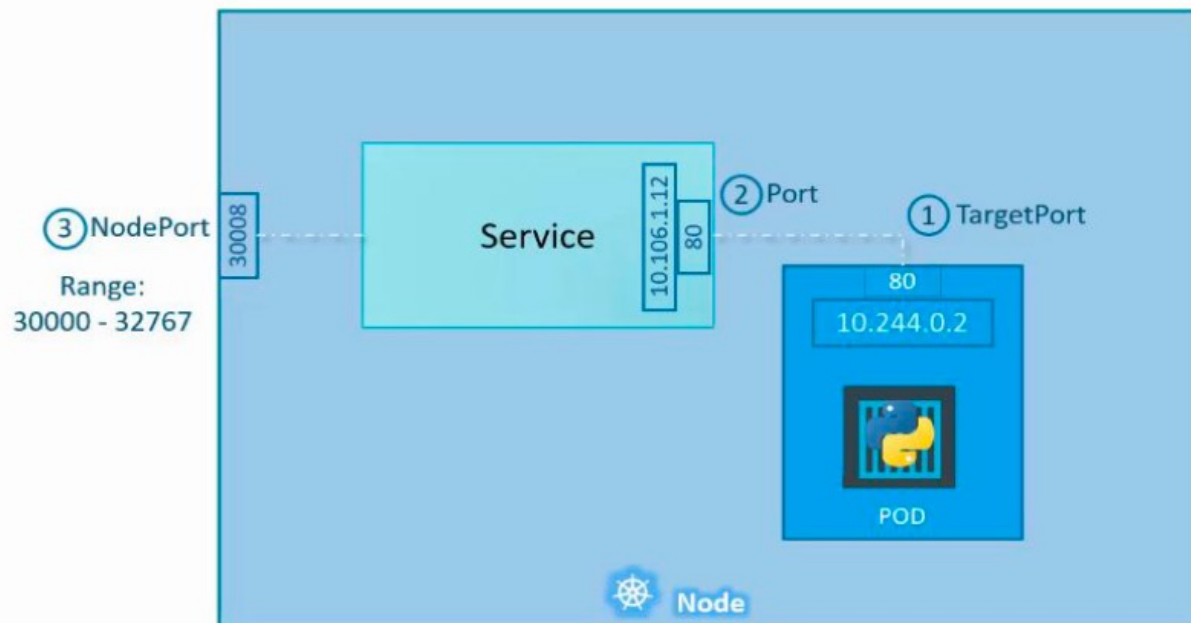 3 NodePort
Range:
30000 - 32767
30008
Service
10.106.1.12
80
2 Port
1 TargetPort
80
10.244.0.2
POD
Node